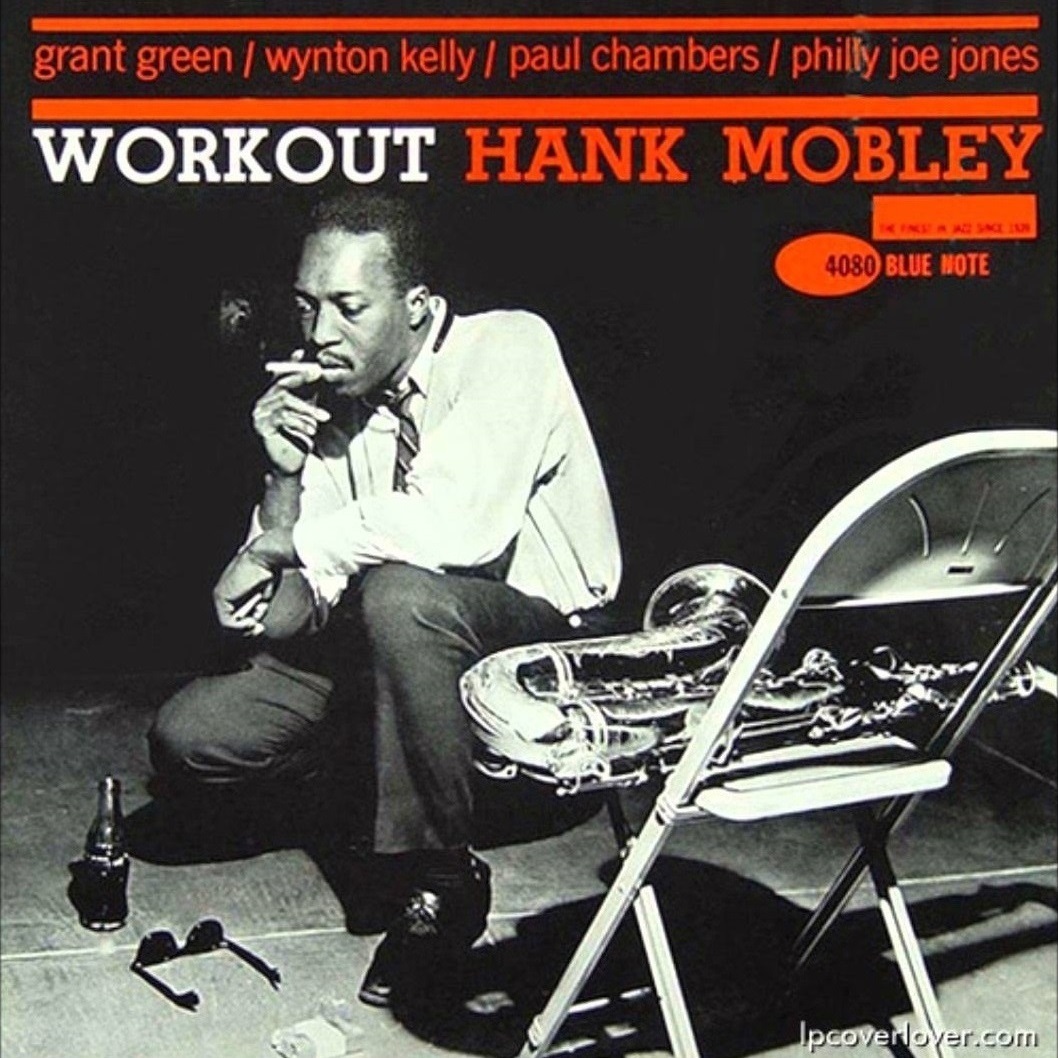 grant green / wynton kelly / paul chambers / philly joe jones
WORKOUT HANK MOBLEY
THE FINEST IN JAZZ SINCE 1939
4080 BLUE NOTE
lpcoverlover.com